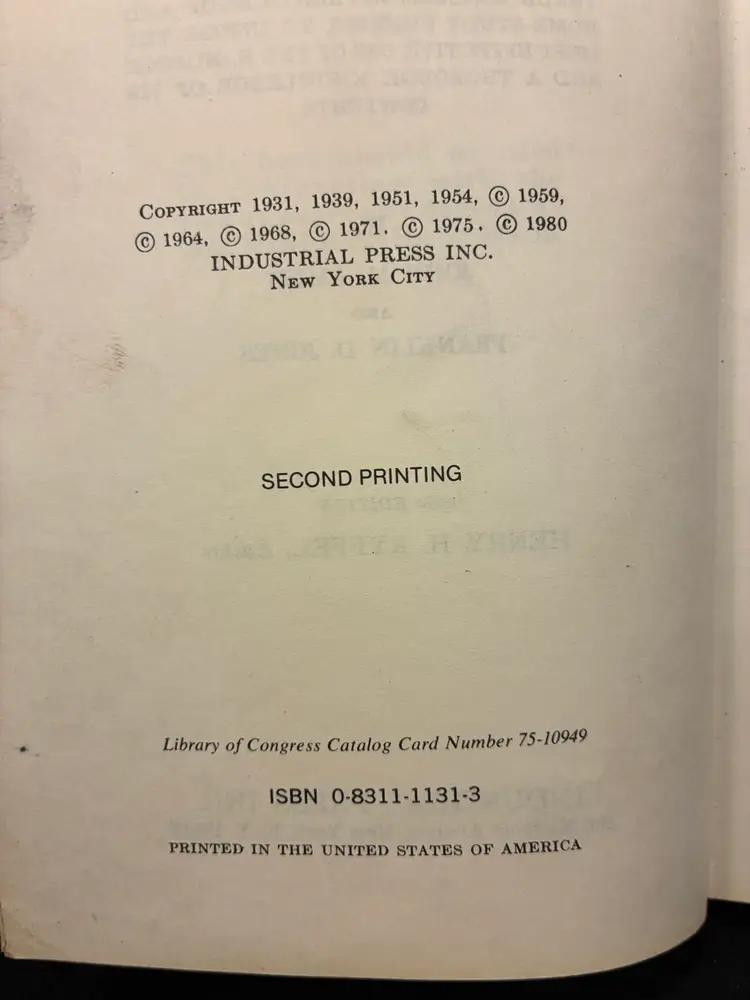 COPYRIGHT 1931, 1939, 1951, 1954, © 1959,
© 1964, © 1968, © 1971. © 1975. © 1980
INDUSTRIAL PRESS INC.
NEW YORK CITY
SECOND PRINTING
Library of Congress Catalog Card Number 75-10949
ISBN 0-8311-1131-3
PRINTED IN THE UNITED STATES OF AMERICA